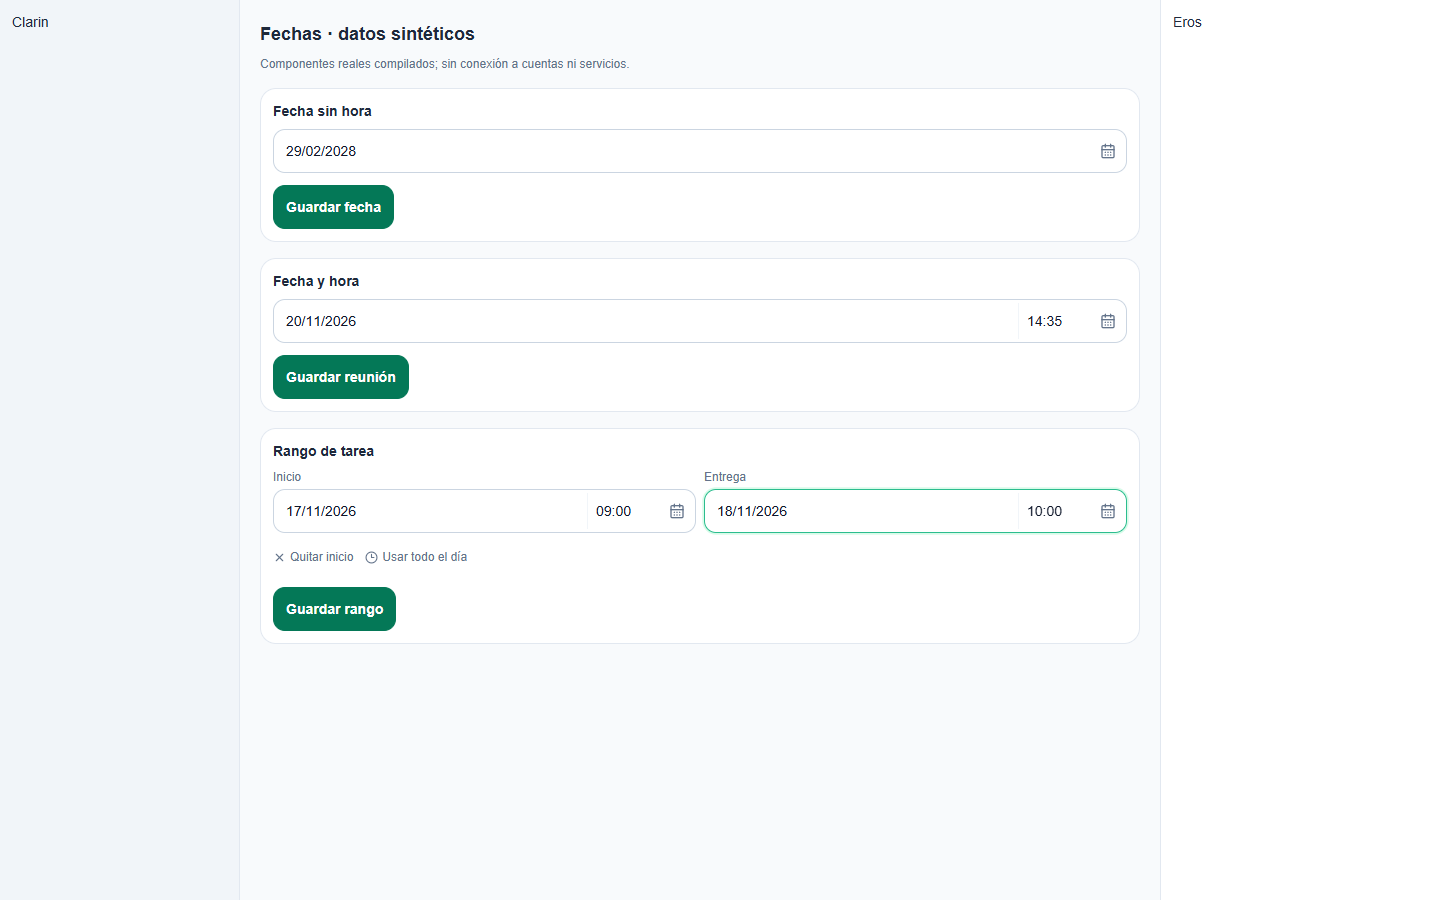 Clarin
Fechas · datos sintéticos
Componentes reales compilados; sin conexión a cuentas ni servicios.
Fecha sin hora
29/02/2028
Guardar fecha
Fecha y hora
20/11/2026 14:35
Guardar reunión
Rango de tarea
Inicio Entrega
17/11/2026 09:00 18/11/2026 10:00
Quitar inicio Usar todo el día
Guardar rango
Eros